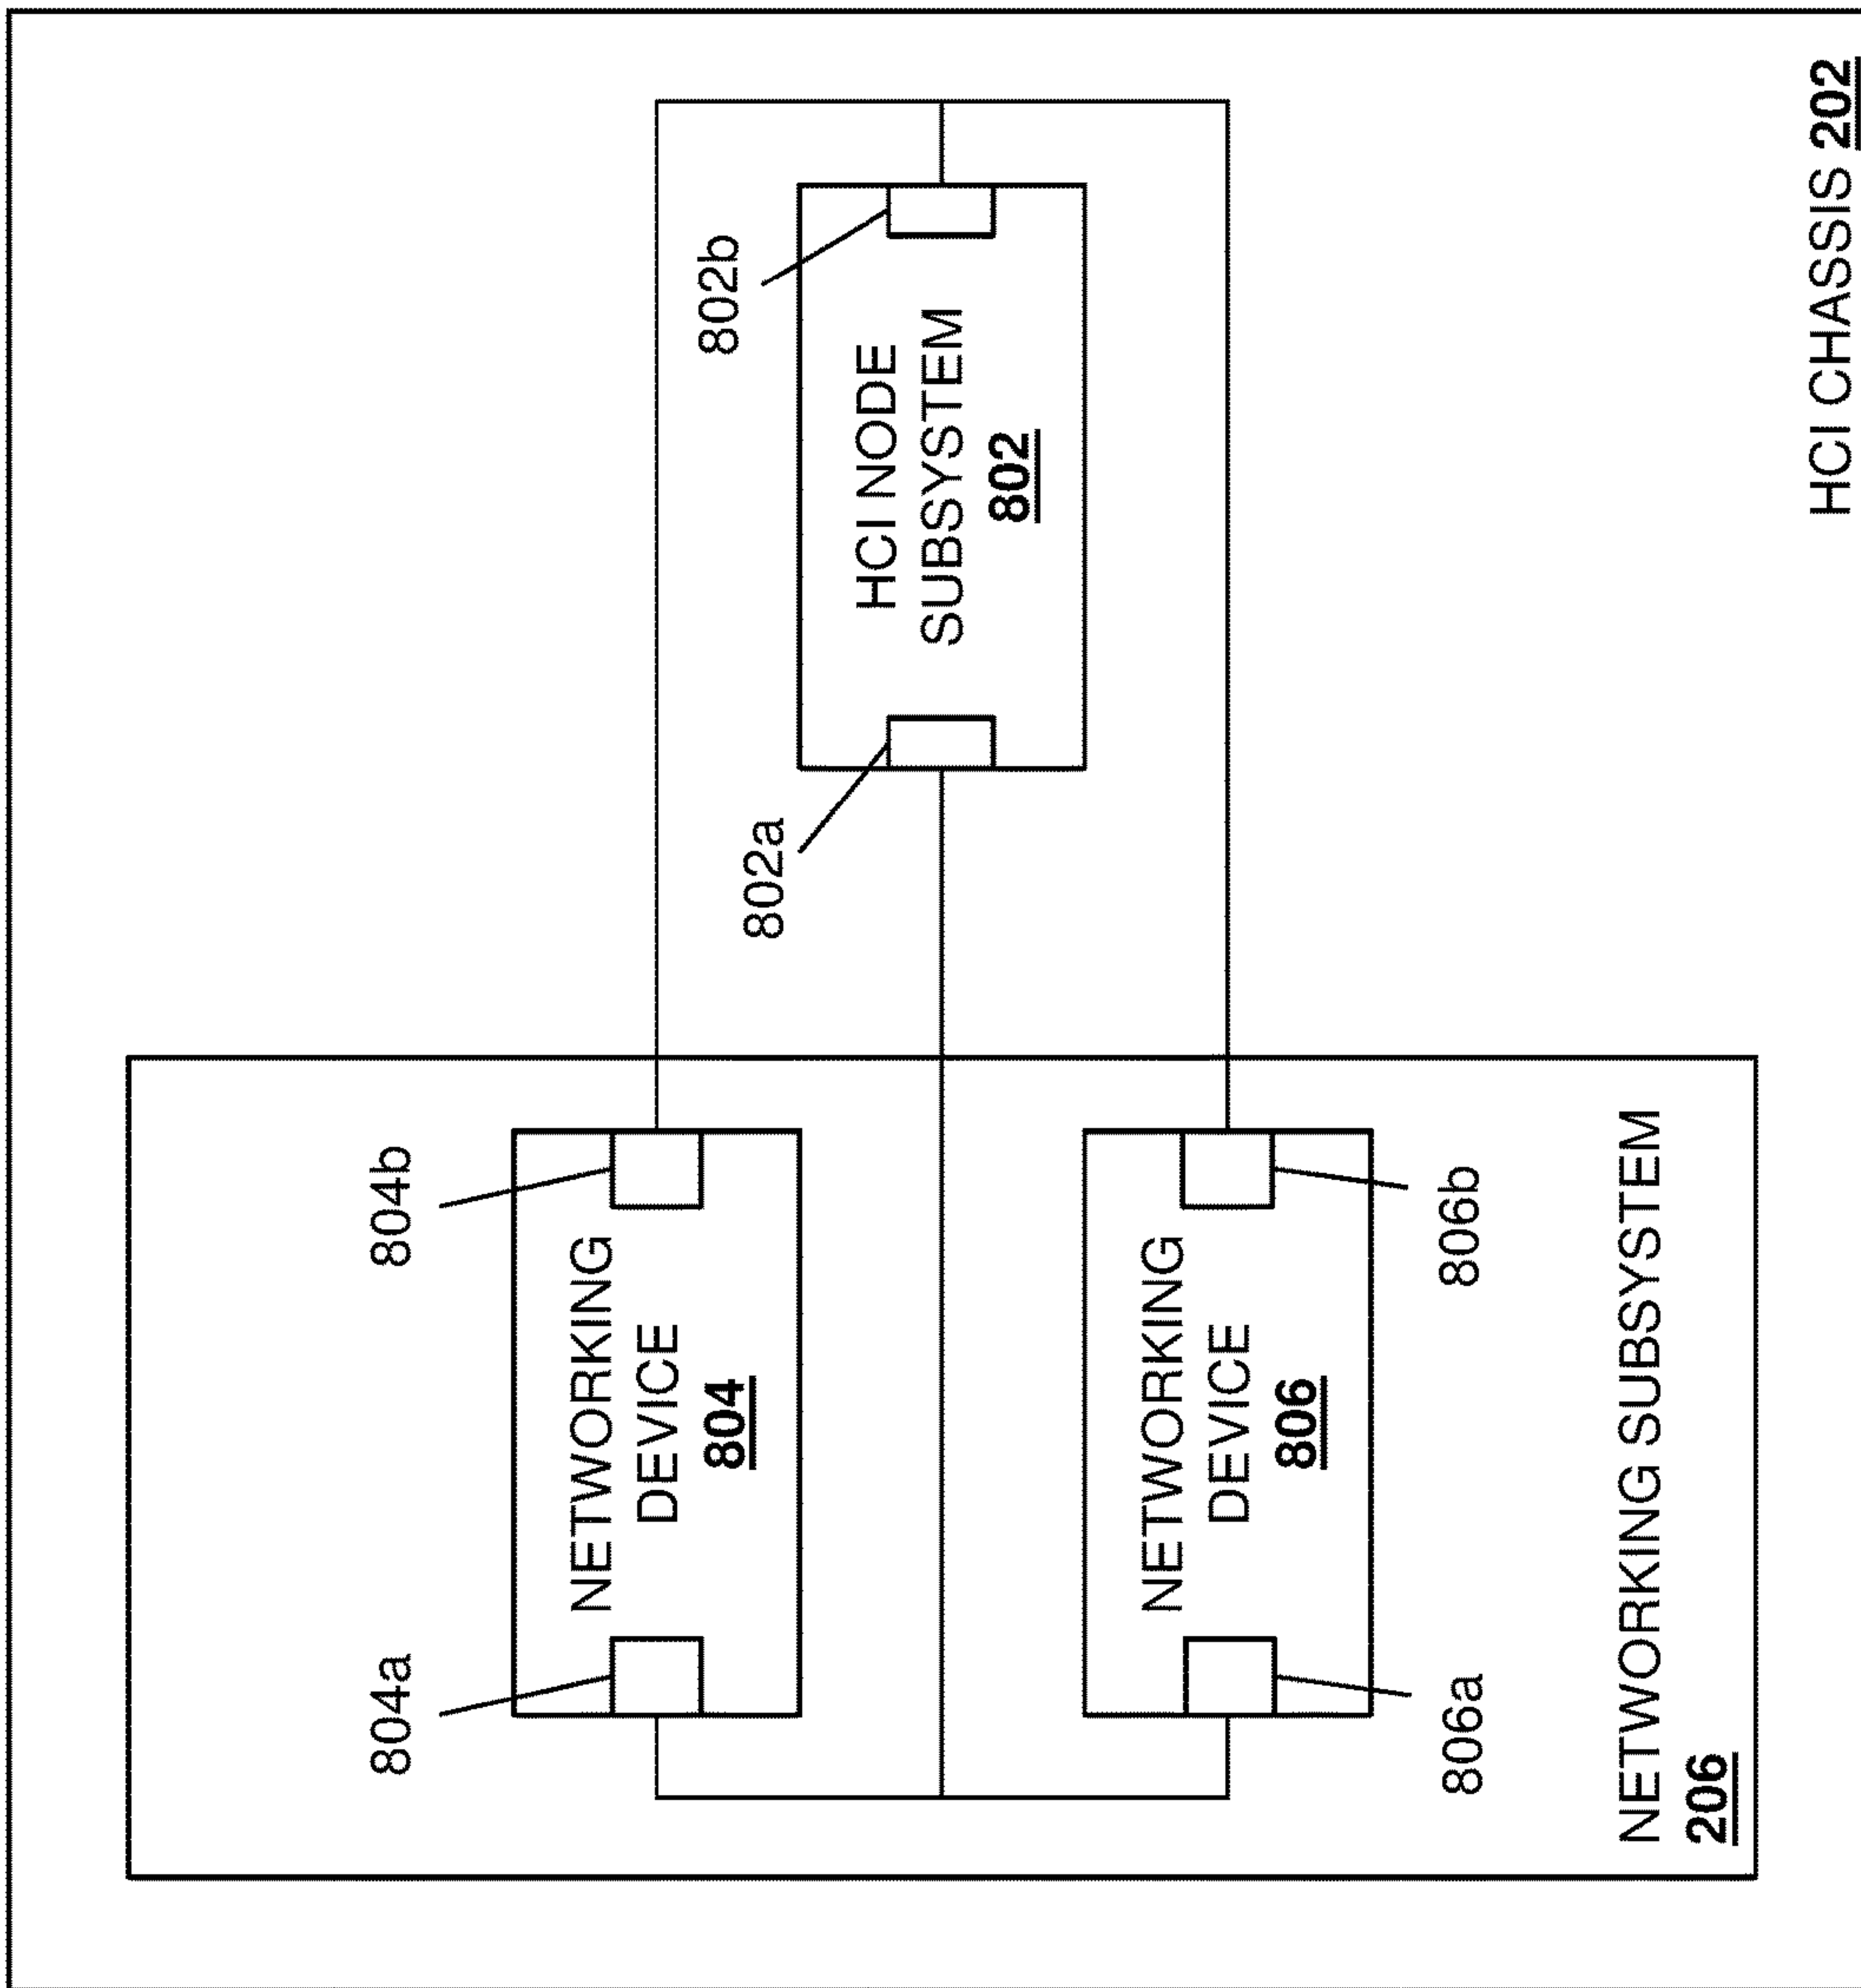 804a
804b
NETWORKING
DEVICE
804
NETWORKING
DEVICE
806
806a
806b
NETWORKING SUBSYSTEM
206
802a
802b
HCI NODE
SUBSYSTEM
802
HCI CHASSIS 202